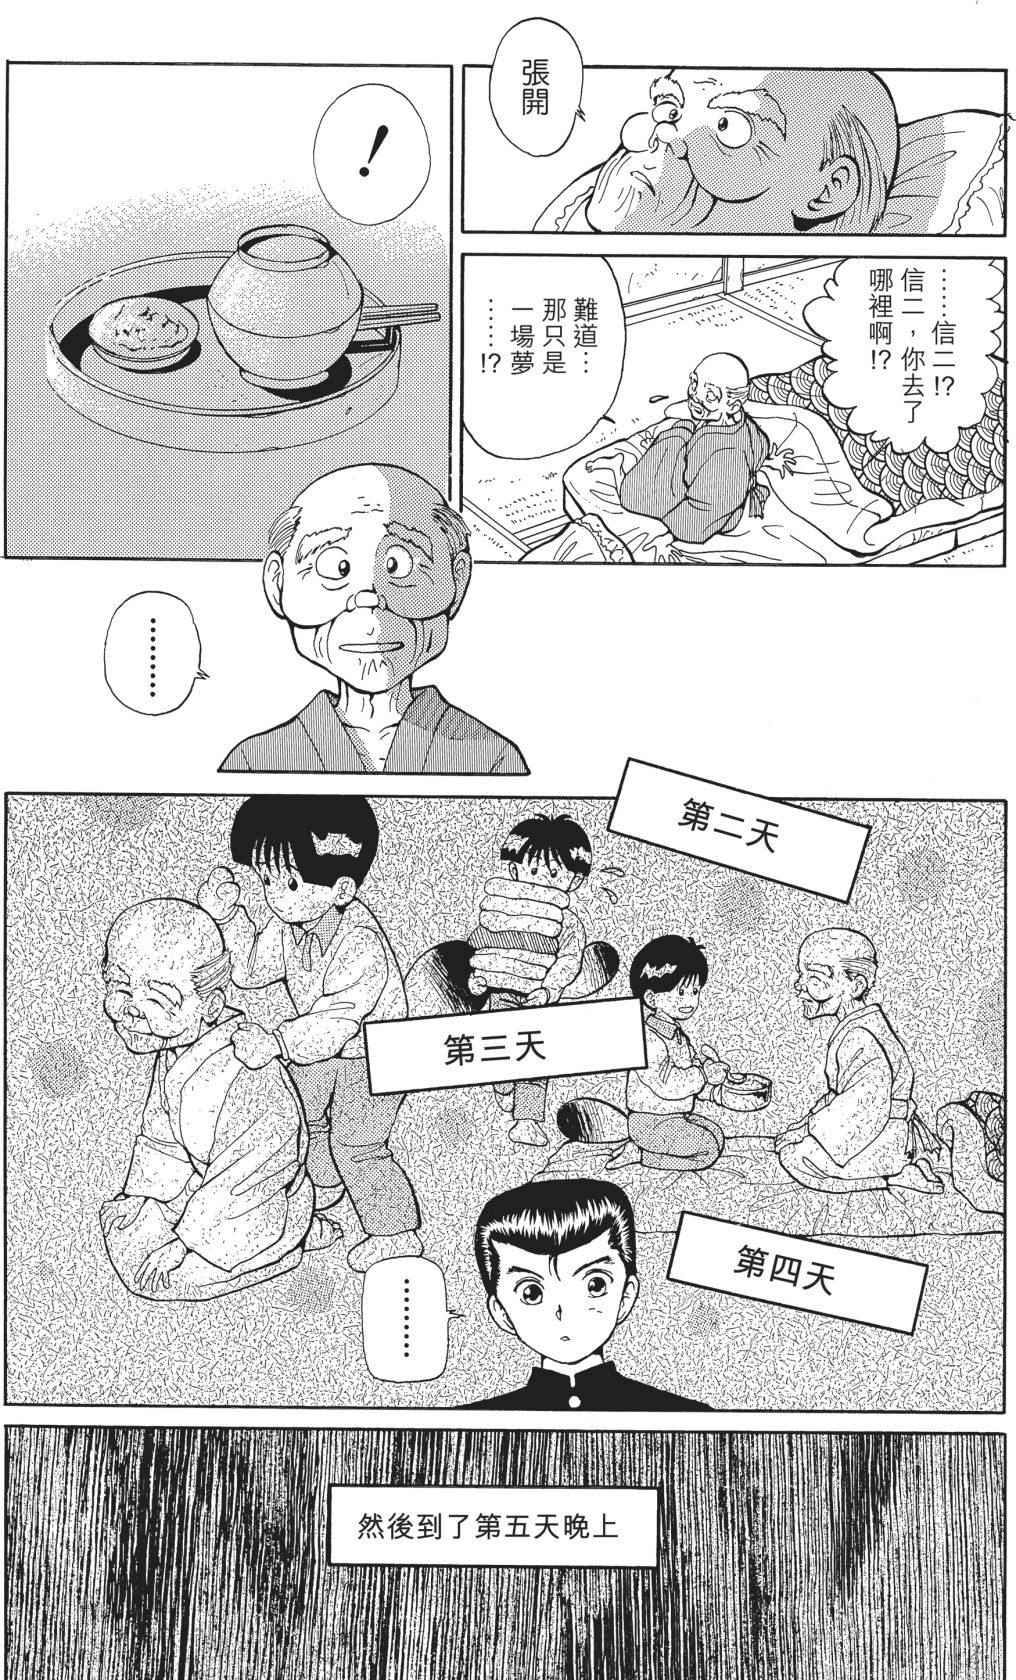 張開
……信二!?
信二，你去了
哪裡啊!?
難道…
那只是
一場夢
……!?
！
………
第二天
第三天
第四天
………
然後到了第五天晚上